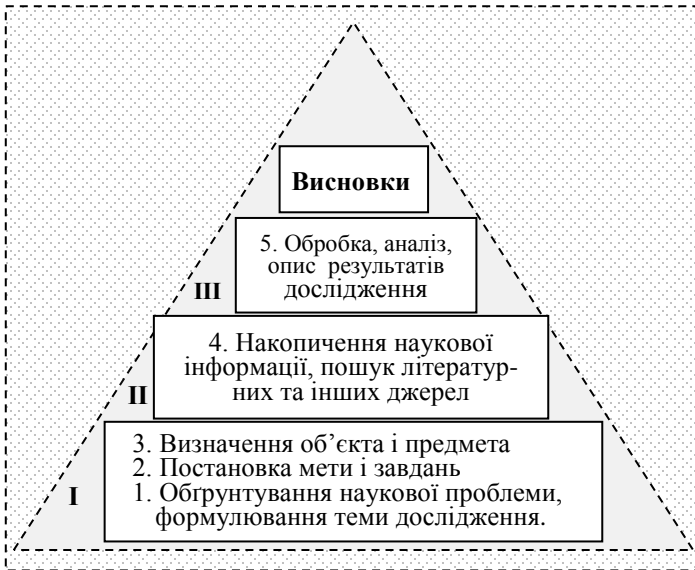 Висновки
5. Обробка, аналіз,
опис результатів
дослідження
III
4. Накопичення наукової
інформації, пошук літератур-
них та інших джерел
II
3. Визначення об’єкта і предмета
2. Постановка мети і завдань
1. Обґрунтування наукової проблеми,
формулювання теми дослідження.
I